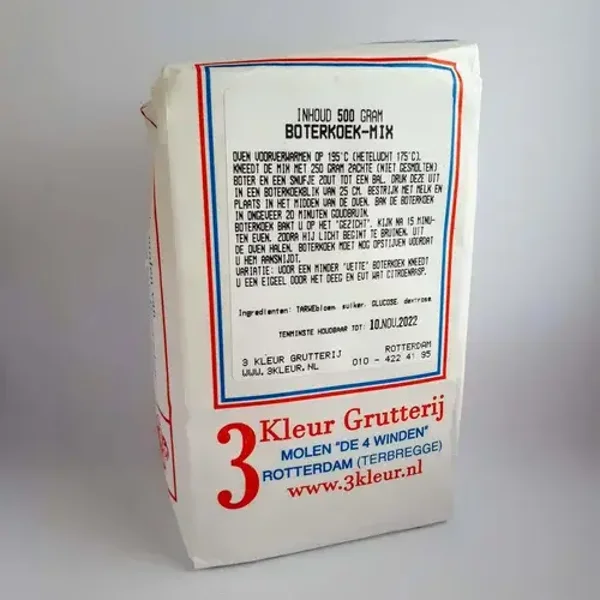 INHOUD 500 GRAM
BOTERKOEK-MIX
OVEN VOORVERWARMEN OP 195°C (HETELUCHT 175°C).
KNEEDT DE MIX MET 250 GRAM ZACHTE (NIET GESMOLTEN)
BOTER EN EEN SNUFJE ZOUT TOT EEN BAL. DRUK DEZE UIT
IN EEN BOTERKOEKBLIK VAN 25 CM. BESTRIJK MET MELK EN
PLAATS IN HET MIDDEN VAN DE OVEN. BAK DE BOTERKOEK
IN ONGEVEER 20 MINUTEN GOUDBRUIN.
BOTERKOEK BAKT U OP HET "GEZICHT". KIJK NA 15 MINU-
TEN EVEN. ZODRA HIJ LICHT BEGINT TE BRUINEN, UIT
DE OVEN HALEN. BOTERKOEK MOET NOG OPSTIJVEN VOORDAT
U HEM AANSNIJDT.
VARIATIE: VOOR EEN MINDER "VETTE" BOTERKOEK KNEEDT
U EEN EIGEEL DOOR HET DEEG EN EVT WAT CITROENRASP.
Ingredienten: TARWEbloem, suiker, GLUCOSE, dextrose.
TENMINSTE HOUDBAAR TOT: 10.NOV.2022
3 KLEUR GRUTTERIJ ROTTERDAM
WWW.3KLEUR.NL 010 - 422 41 95
3 Kleur Grutterij
MOLEN "DE 4 WINDEN"
ROTTERDAM (TERBREGGE)
www.3kleur.nl